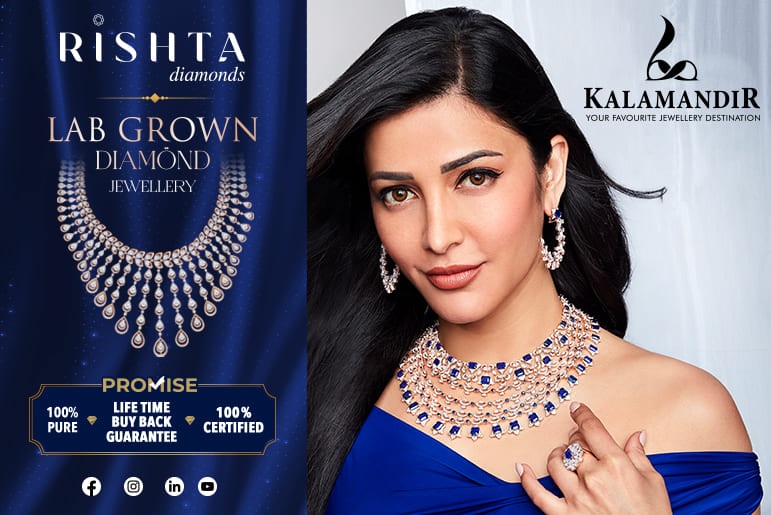 RISHTA
diamonds
LAB GROWN
DIAMOND
JEWELLERY
PROMISE
100%
PURE
LIFE TIME
BUY BACK
GUARANTEE
100%
CERTIFIED
KALAMANDIR
YOUR FAVOURITE JEWELLERY DESTINATION